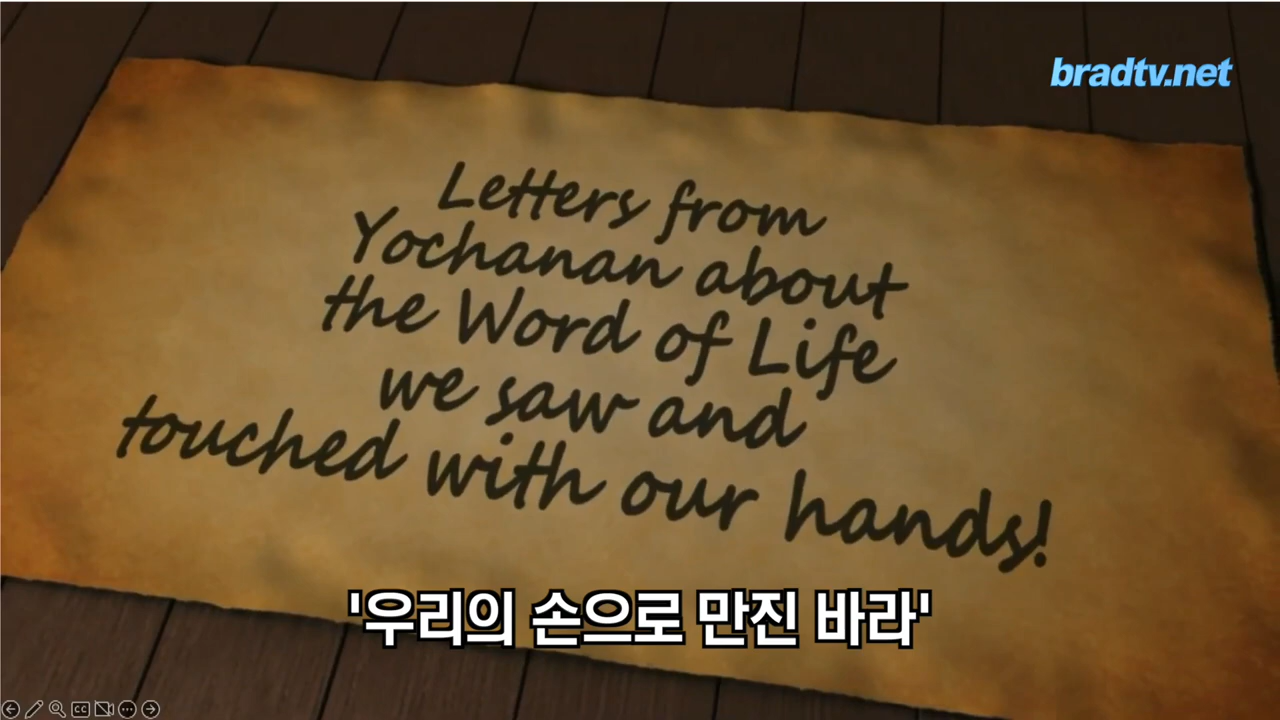 bradtv.net
Letters from
Yochanan about
the Word of Life
we saw and
touched with our hands!
'우리의 손으로 만진 바라'
CC